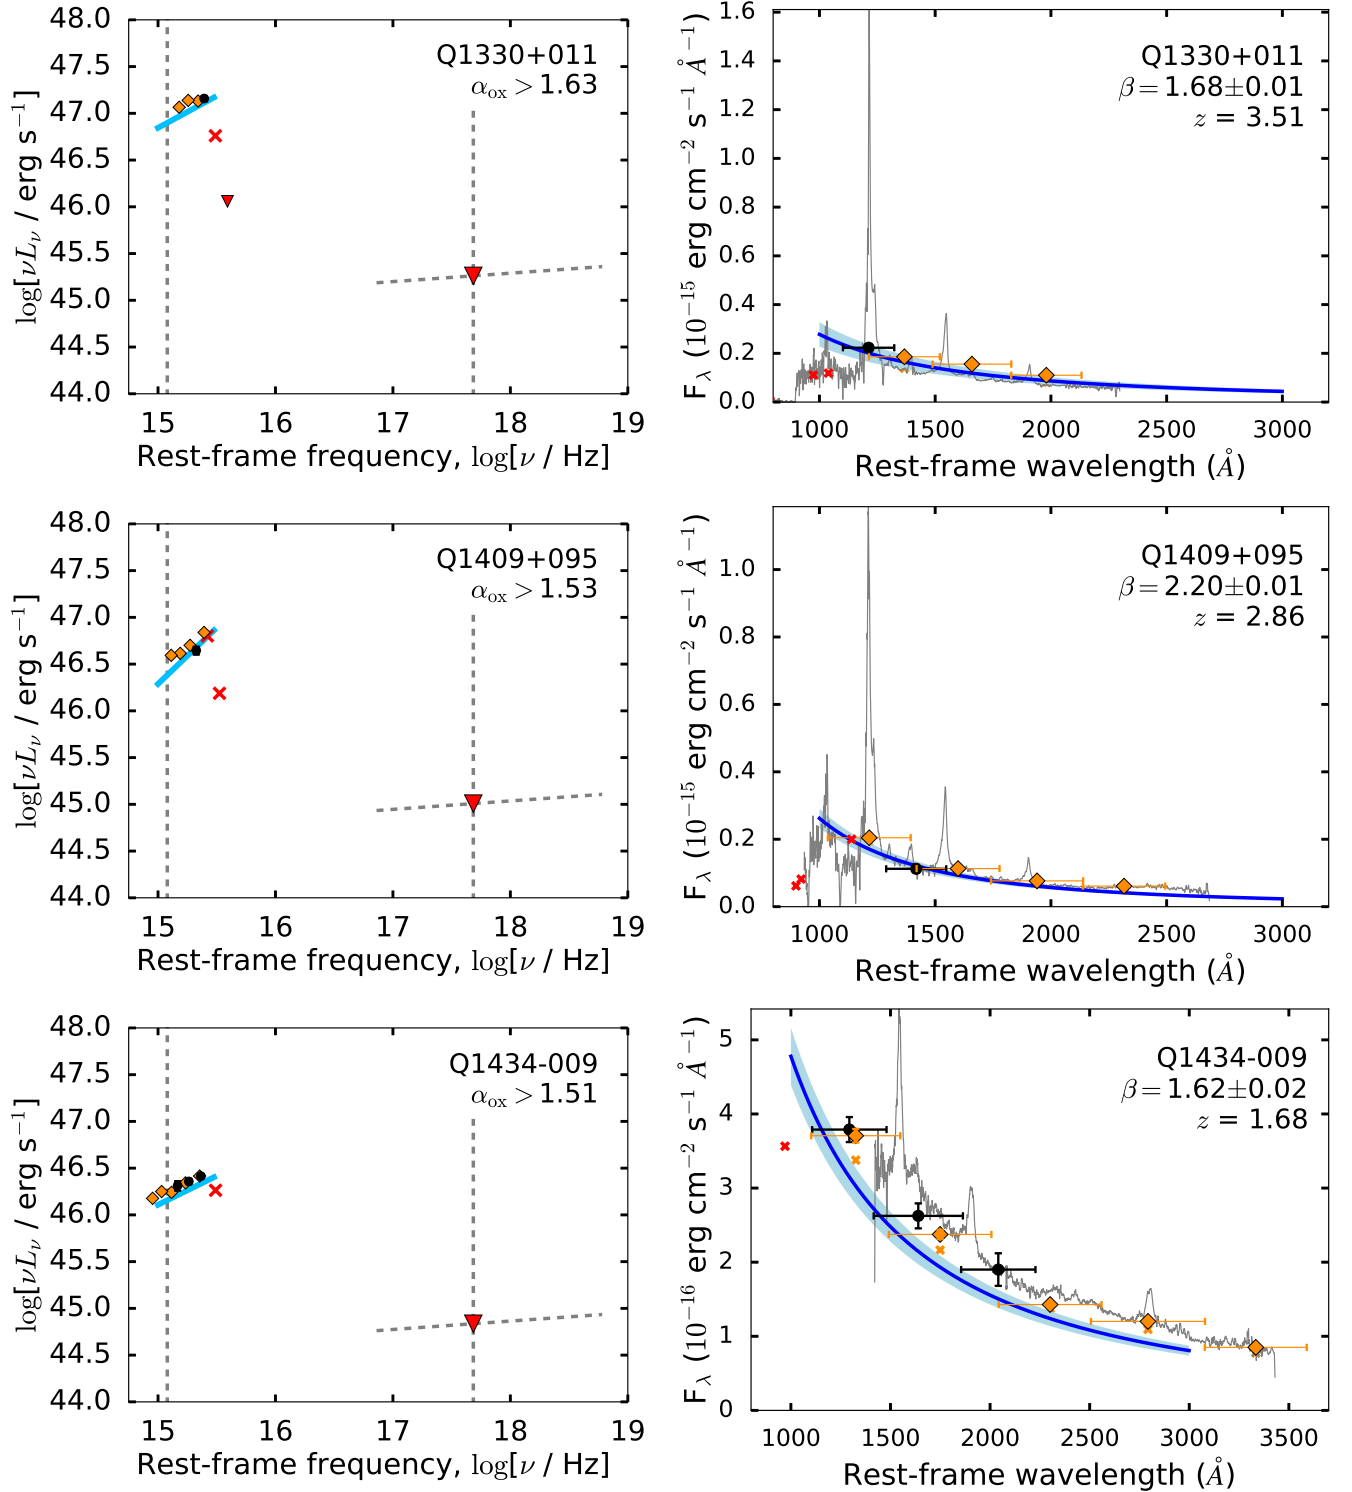 48.0
47.5
47.0
46.5
46.0
45.5
45.0
44.5
44.0
log[νLν / erg s⁻¹]
Q1330+011
αox > 1.63
15 16 17 18 19
Rest-frame frequency, log[ν / Hz]
1.6
1.4
1.2
1.0
0.8
0.6
0.4
0.2
0.0
Fλ (10⁻¹⁵ erg cm⁻² s⁻¹ Å⁻¹)
Q1330+011
β = 1.68±0.01
z = 3.51
1000 1500 2000 2500 3000
Rest-frame wavelength (Å)
48.0
47.5
47.0
46.5
46.0
45.5
45.0
44.5
44.0
log[νLν / erg s⁻¹]
Q1409+095
αox > 1.53
15 16 17 18 19
Rest-frame frequency, log[ν / Hz]
1.0
0.8
0.6
0.4
0.2
0.0
Fλ (10⁻¹⁵ erg cm⁻² s⁻¹ Å⁻¹)
Q1409+095
β = 2.20±0.01
z = 2.86
1000 1500 2000 2500 3000
Rest-frame wavelength (Å)
48.0
47.5
47.0
46.5
46.0
45.5
45.0
44.5
44.0
log[νLν / erg s⁻¹]
Q1434-009
αox > 1.51
15 16 17 18 19
Rest-frame frequency, log[ν / Hz]
5
4
3
2
1
0
Fλ (10⁻¹⁶ erg cm⁻² s⁻¹ Å⁻¹)
Q1434-009
β = 1.62±0.02
z = 1.68
1000 1500 2000 2500 3000 3500
Rest-frame wavelength (Å)